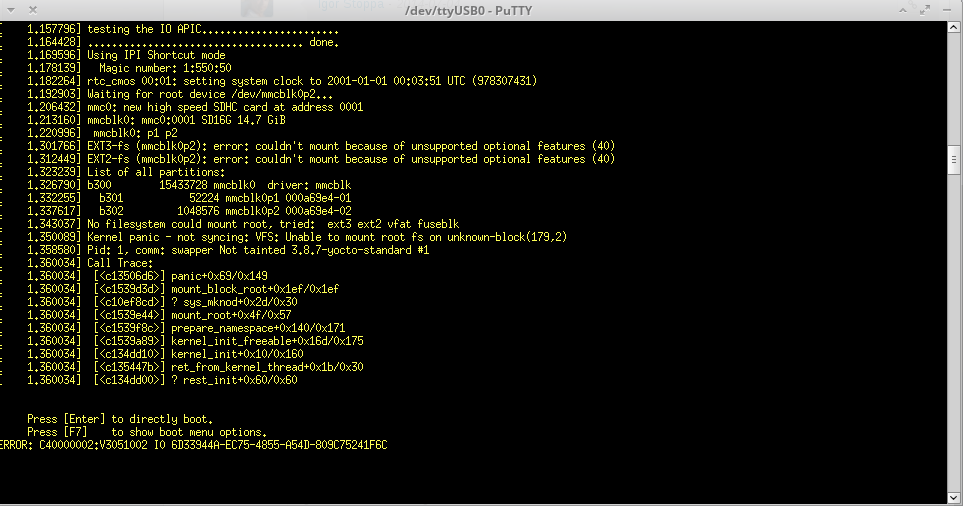 /dev/ttyUSB0 - PuTTY
[    1.157796] testing the IO APIC.......................
[    1.164428] .................................... done.
[    1.169596] Using IPI Shortcut mode
[    1.178139]   Magic number: 1:550:50
[    1.182264] rtc_cmos 00:01: setting system clock to 2001-01-01 00:03:51 UTC (978307431)
[    1.192903] Waiting for root device /dev/mmcblk0p2...
[    1.206432] mmc0: new high speed SDHC card at address 0001
[    1.213160] mmcblk0: mmc0:0001 SD16G 14.7 GiB
[    1.220996]  mmcblk0: p1 p2
[    1.301766] EXT3-fs (mmcblk0p2): error: couldn't mount because of unsupported optional features (40)
[    1.312449] EXT2-fs (mmcblk0p2): error: couldn't mount because of unsupported optional features (40)
[    1.323239] List of all partitions:
[    1.326790] b300        15433728 mmcblk0  driver: mmcblk
[    1.332255]   b301           52224 mmcblk0p1 000a69e4-01
[    1.337617]   b302         1048576 mmcblk0p2 000a69e4-02
[    1.343037] No filesystem could mount root, tried:  ext3 ext2 vfat fuseblk
[    1.350089] Kernel panic - not syncing: VFS: Unable to mount root fs on unknown-block(179,2)
[    1.358580] Pid: 1, comm: swapper Not tainted 3.8.7-yocto-standard #1
[    1.360034] Call Trace:
[    1.360034]  [<c13506d6>] panic+0x69/0x149
[    1.360034]  [<c1539d3d>] mount_block_root+0x1ef/0x1ef
[    1.360034]  [<c10ef8cd>] ? sys_mknod+0x2d/0x30
[    1.360034]  [<c1539e44>] mount_root+0x4f/0x57
[    1.360034]  [<c1539f8c>] prepare_namespace+0x140/0x171
[    1.360034]  [<c1539a89>] kernel_init_freeable+0x16d/0x175
[    1.360034]  [<c134dd10>] kernel_init+0x10/0x160
[    1.360034]  [<c135447b>] ret_from_kernel_thread+0x1b/0x30
[    1.360034]  [<c134dd00>] ? rest_init+0x60/0x60
Press [Enter] to directly boot.
Press [F7]    to show boot menu options.
ERROR: C40000002:V3051002 I0 6D33944A-EC75-4855-A54D-809C75241F6C